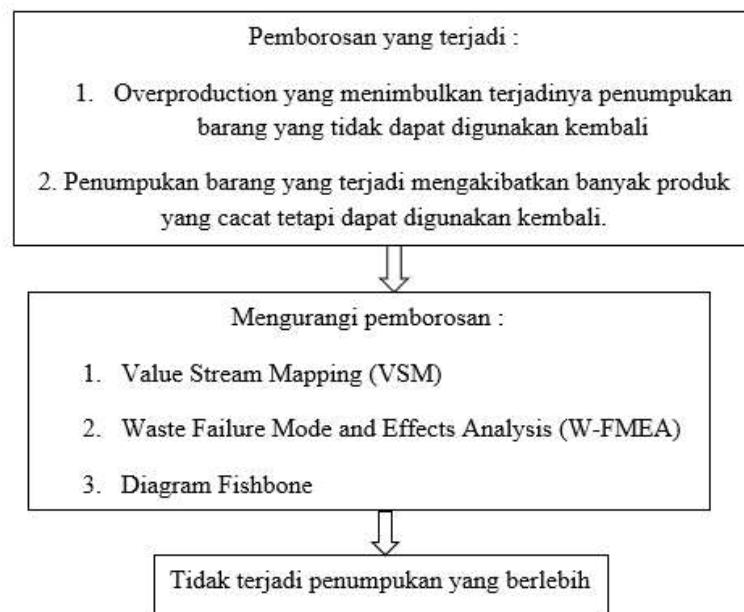 Pemborosan yang terjadi :
1. Overproduction yang menimbulkan terjadinya penumpukan
barang yang tidak dapat digunakan kembali
2. Penumpukan barang yang terjadi mengakibatkan banyak produk
yang cacat tetapi dapat digunakan kembali.
Mengurangi pemborosan :
1. Value Stream Mapping (VSM)
2. Waste Failure Mode and Effects Analysis (W-FMEA)
3. Diagram Fishbone
Tidak terjadi penumpukan yang berlebih